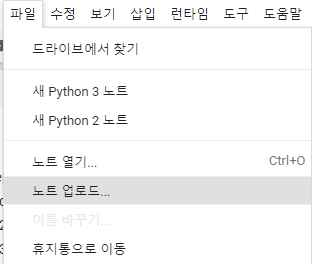 파일 수정 보기 삽입 런타임 도구 도움말
드라이브에서 찾기
새 Python 3 노트
새 Python 2 노트
노트 열기... Ctrl+O
노트 업로드...
이름 바꾸기...
휴지통으로 이동